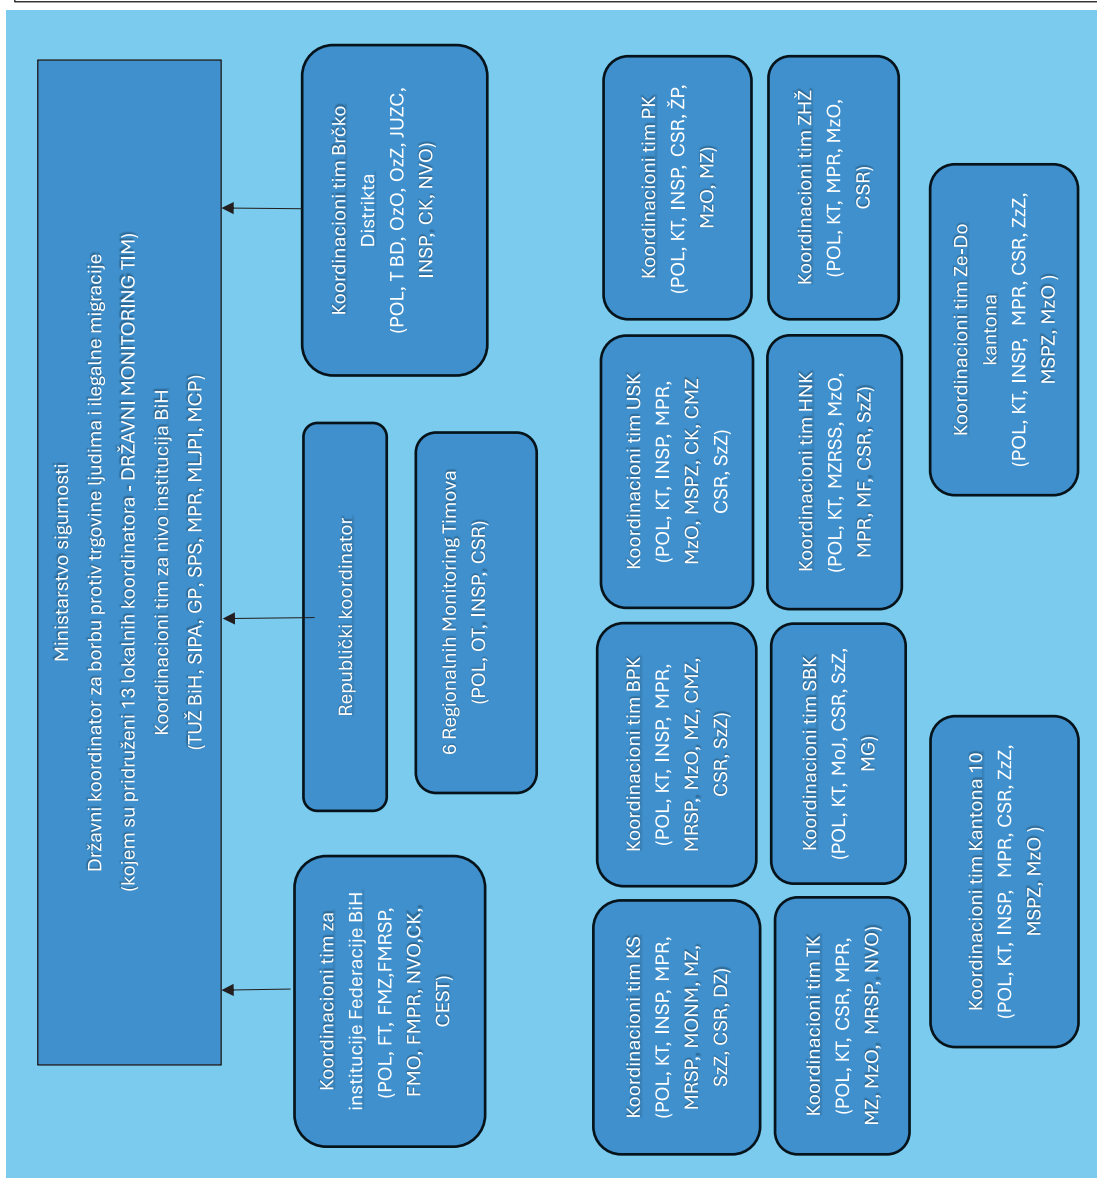 Ministarstvo sigurnosti
Državni koordinator za borbu protiv trgovine ljudima i ilegalne migracije
(kojem su pridruženi 13 lokalnih koordinatora - DRŽAVNI MONITORING TIM)
Koordinacioni tim za nivo institucija BiH
(TUŽ BiH, SIPA, GP, SPS, MPR, MLJPI, MCP)
Koordinacioni tim za
institucije Federacije BiH
(POL, FT, FMZ,FMRSP,
FMO, FMPR, NVO,CK,
CEST)
Republički koordinator
6 Regionalnih Monitoring Timova
(POL, OT, INSP, CSR)
Koordinacioni tim Brčko
Distrikta
(POL, T BD, OzO, OzZ, JUZC,
INSP, CK, NVO)
Koordinacioni tim KS
(POL, KT, INSP, MPR,
MRSP, MONM, MZ,
SzZ, CSR, DZ)
Koordinacioni tim BPK
(POL, KT, INSP, MPR,
MRSP, MzO, MZ, CMZ,
CSR, SzZ)
Koordinacioni tim USK
(POL, KT, INSP, MPR,
MzO, MSPZ, CK, CMZ
CSR, SzZ)
Koordinacioni tim PK
(POL, KT, INSP, CSR, ŽP,
MzO, MZ)
Koordinacioni tim TK
(POL, KT, CSR, MPR,
MZ, MzO, MRSP, NVO)
Koordinacioni tim SBK
(POL, KT, MoJ, CSR, SzZ,
MG)
Koordinacioni tim HNK
(POL, KT, MZRSS, MzO,
MPR, MF, CSR, SzZ)
Koordinacioni tim ZHŽ
(POL, KT, MPR, MzO,
CSR)
Koordinacioni tim Kantona 10
(POL, KT, INSP, MPR, CSR, ZzZ,
MSPZ, MzO )
Koordinacioni tim Ze-Do
kantona
(POL, KT, INSP, MPR, CSR, ZzZ,
MSPZ, MzO )